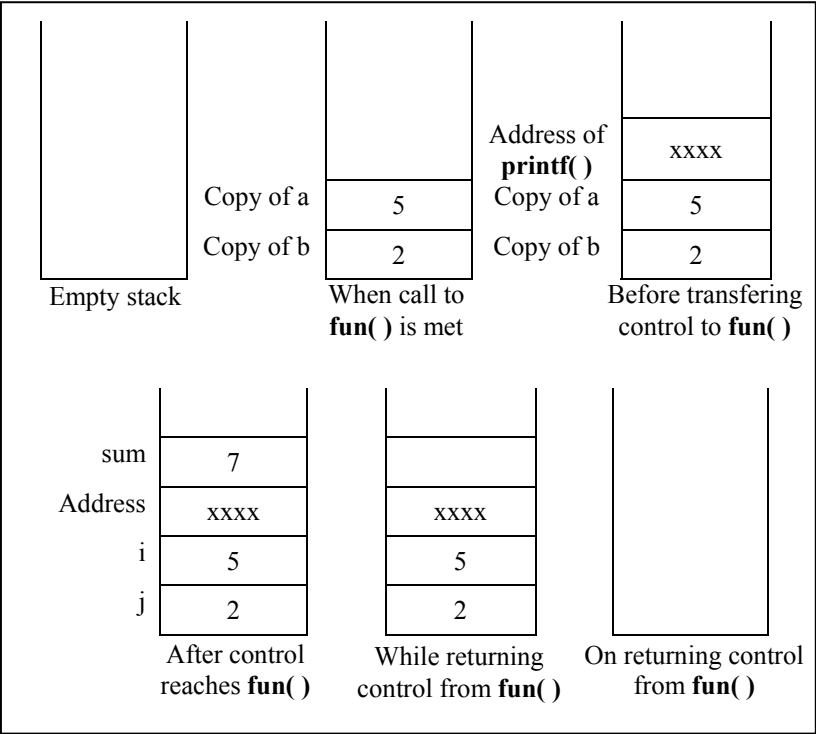 Address of
printf( )
xxxx
Copy of a
5
Copy of a
5
Copy of b
2
Copy of b
2
Empty stack
When call to
fun( ) is met
Before transfering
control to fun( )
sum
7
Address
xxxx
xxxx
i
5
5
j
2
2
After control
reaches fun( )
While returning
control from fun( )
On returning control
from fun( )